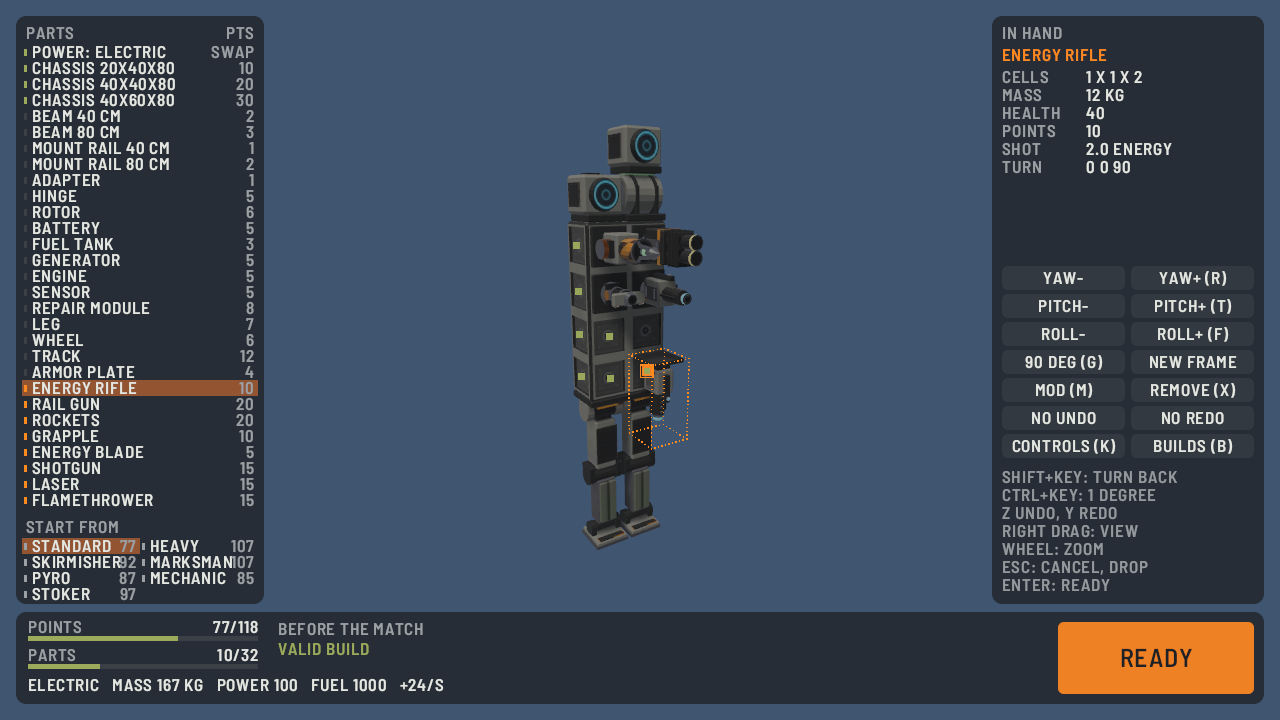 PARTS PTS
POWER: ELECTRIC SWAP
CHASSIS 20X40X80 10
CHASSIS 40X40X80 20
CHASSIS 40X60X80 30
BEAM 40 CM 2
BEAM 80 CM 3
MOUNT RAIL 40 CM 1
MOUNT RAIL 80 CM 2
ADAPTER 1
HINGE 5
ROTOR 6
BATTERY 5
FUEL TANK 3
GENERATOR 5
ENGINE 5
SENSOR 5
REPAIR MODULE 8
LEG 7
WHEEL 6
TRACK 12
ARMOR PLATE 4
ENERGY RIFLE 10
RAIL GUN 20
ROCKETS 20
GRAPPLE 10
ENERGY BLADE 5
SHOTGUN 15
LASER 15
FLAMETHROWER 15
START FROM
STANDARD 77 HEAVY 107
SKIRMISHER 92 MARKSMAN 107
PYRO 87 MECHANIC 85
STOKER 97
IN HAND
ENERGY RIFLE
CELLS 1 X 1 X 2
MASS 12 KG
HEALTH 40
POINTS 10
SHOT 2.0 ENERGY
TURN 0 0 90
YAW- YAW+ (R)
PITCH- PITCH+ (T)
ROLL- ROLL+ (F)
90 DEG (G) NEW FRAME
MOD (M) REMOVE (X)
NO UNDO NO REDO
CONTROLS (K) BUILDS (B)
SHIFT+KEY: TURN BACK
CTRL+KEY: 1 DEGREE
Z UNDO, Y REDO
RIGHT DRAG: VIEW
WHEEL: ZOOM
ESC: CANCEL, DROP
ENTER: READY
POINTS 77/118
PARTS 10/32
ELECTRIC MASS 167 KG POWER 100 FUEL 1000 +24/S
BEFORE THE MATCH
VALID BUILD
READY